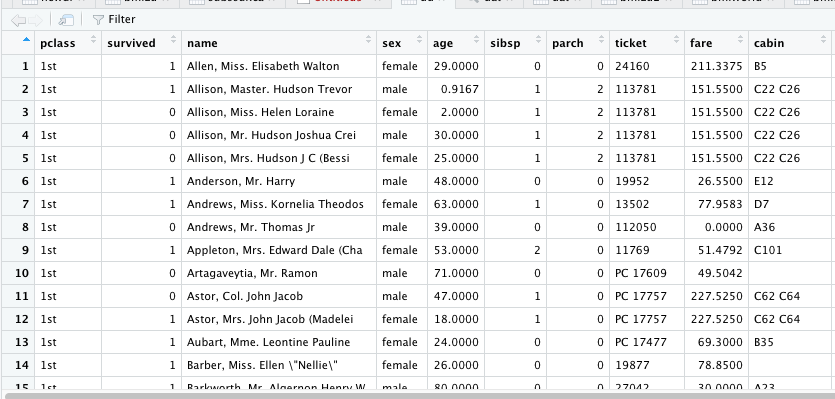 Filter
pclass survived name sex age sibsp parch ticket fare cabin
1 1st 1 Allen, Miss. Elisabeth Walton female 29.0000 0 0 24160 211.3375 B5
2 1st 1 Allison, Master. Hudson Trevor male 0.9167 1 2 113781 151.5500 C22 C26
3 1st 0 Allison, Miss. Helen Loraine female 2.0000 1 2 113781 151.5500 C22 C26
4 1st 0 Allison, Mr. Hudson Joshua Crei male 30.0000 1 2 113781 151.5500 C22 C26
5 1st 0 Allison, Mrs. Hudson J C (Bessi female 25.0000 1 2 113781 151.5500 C22 C26
6 1st 1 Anderson, Mr. Harry male 48.0000 0 0 19952 26.5500 E12
7 1st 1 Andrews, Miss. Kornelia Theodos female 63.0000 1 0 13502 77.9583 D7
8 1st 0 Andrews, Mr. Thomas Jr male 39.0000 0 0 112050 0.0000 A36
9 1st 1 Appleton, Mrs. Edward Dale (Cha female 53.0000 2 0 11769 51.4792 C101
10 1st 0 Artagaveytia, Mr. Ramon male 71.0000 0 0 PC 17609 49.5042
11 1st 0 Astor, Col. John Jacob male 47.0000 1 0 PC 17757 227.5250 C62 C64
12 1st 1 Astor, Mrs. John Jacob (Madelei female 18.0000 1 0 PC 17757 227.5250 C62 C64
13 1st 1 Aubart, Mme. Leontine Pauline female 24.0000 0 0 PC 17477 69.3000 B35
14 1st 1 Barber, Miss. Ellen \"Nellie\" female 26.0000 0 0 19877 78.8500
15 1st 1 Barkworth, Mr. Algernon Henry W male 80.0000 0 0 27042 30.0000 A23